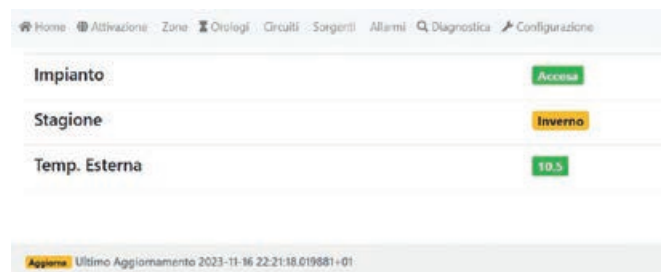 Home Attivazione Zone Orologi Circuiti Sorgenti Allarmi Diagnostica Configurazione
Impianto Accesa
Stagione Inverno
Temp. Esterna 10.5
Aggiorna Ultimo Aggiornamento 2023-11-16 22:21:18.019881+01